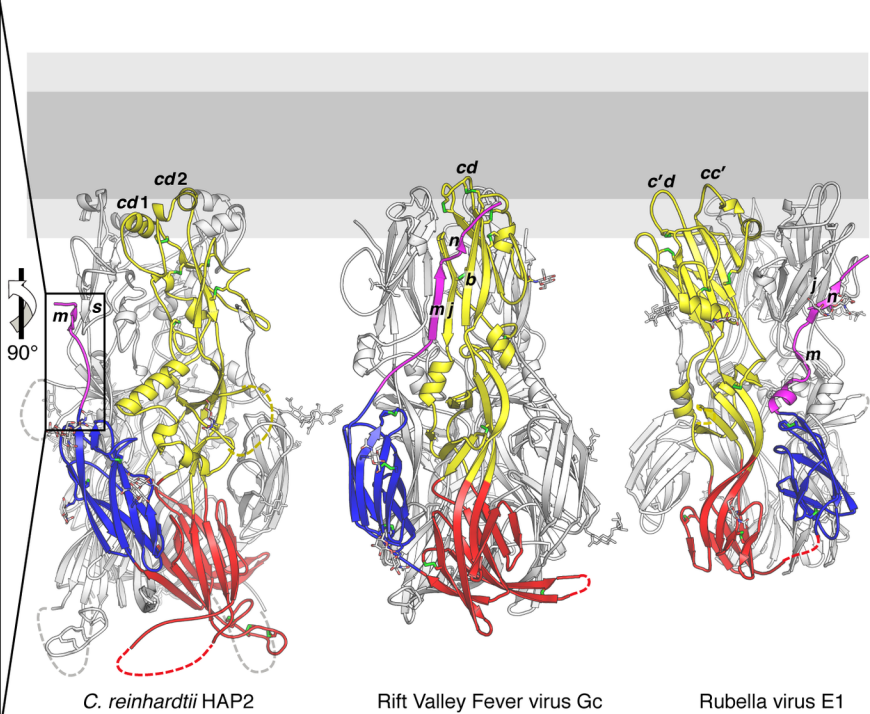 cd1
cd2
m
s
90°
cd
n
b
m
j
c′d
cc′
j
n
m
C. reinhardtii HAP2
Rift Valley Fever virus Gc
Rubella virus E1